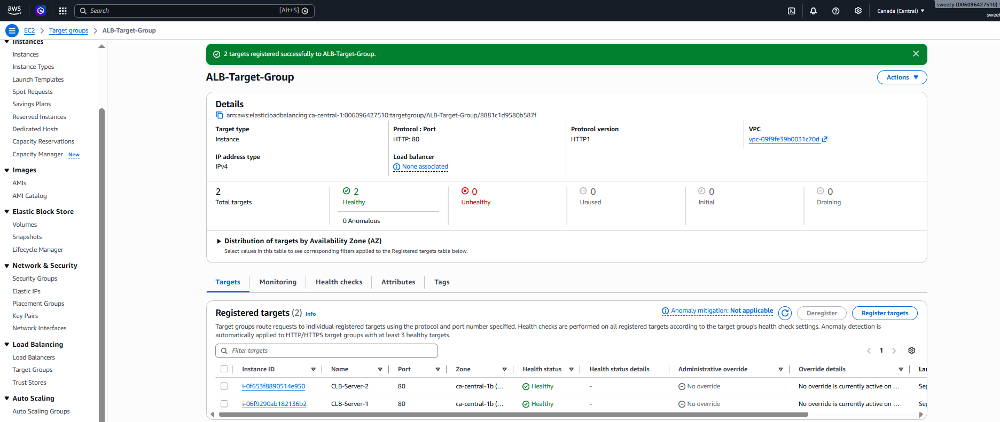 aws
Search
[Alt+S]
Canada (Central)
sweety (006096427510)
EC2
Target groups
ALB-Target-Group
Instances
Instances
Instance Types
Launch Templates
Spot Requests
Savings Plans
Reserved Instances
Dedicated Hosts
Capacity Reservations
Capacity Manager New
Images
AMIs
AMI Catalog
Elastic Block Store
Volumes
Snapshots
Lifecycle Manager
Network & Security
Security Groups
Elastic IPs
Placement Groups
Key Pairs
Network Interfaces
Load Balancing
Load Balancers
Target Groups
Trust Stores
Auto Scaling
Auto Scaling Groups
2 targets registered successfully to ALB-Target-Group.
ALB-Target-Group
Actions
Details
arn:aws:elasticloadbalancing:ca-central-1:006096427510:targetgroup/ALB-Target-Group/8881c1d9580b587f
Target type
Instance
Protocol : Port
HTTP: 80
Protocol version
HTTP1
VPC
vpc-09f9fe39b0031c70d
IP address type
IPv4
Load balancer
None associated
2
Total targets
2
Healthy
0 Anomalous
0
Unhealthy
0
Unused
0
Initial
0
Draining
Distribution of targets by Availability Zone (AZ)
Select values in this table to see corresponding filters applied to the Registered targets table below.
Targets
Monitoring
Health checks
Attributes
Tags
Registered targets (2) Info
Anomaly mitigation: Not applicable
Deregister
Register targets
Target groups route requests to individual registered targets using the protocol and port number specified. Health checks are performed on all registered targets according to the target group's health check settings. Anomaly detection is
automatically applied to HTTP/HTTPS target groups with at least 3 healthy targets.
Filter targets
1
Instance ID Name Port Zone Health status Health status details Administrative override Override details
i-0f653f8890514e950 CLB-Server-2 80 ca-central-1b (... Healthy - No override No override is currently active on ...
i-06f9290ab182136b2 CLB-Server-1 80 ca-central-1b (... Healthy - No override No override is currently active on ...